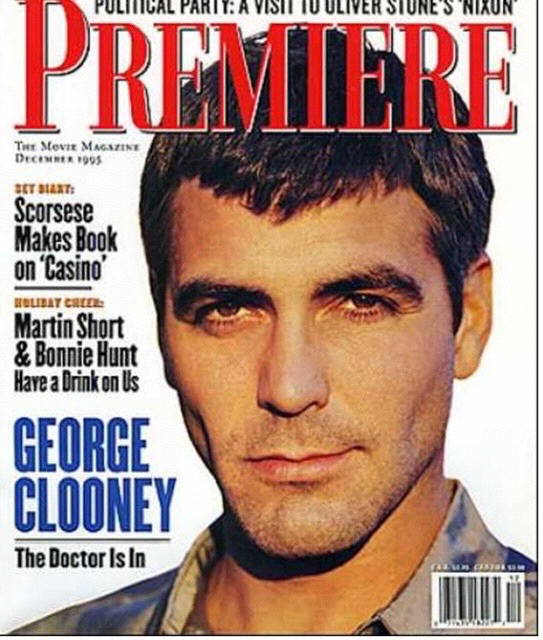 POLITICAL PARTY: A VISIT TO OLIVER STONE'S 'NIXON'
PREMIERE
THE MOVIE MAGAZINE
DECEMBER 1995
SET DIARY:
Scorsese
Makes Book
on 'Casino'
HOLIDAY CHEER:
Martin Short
& Bonnie Hunt
Have a Drink on Us
GEORGE
CLOONEY
The Doctor Is In